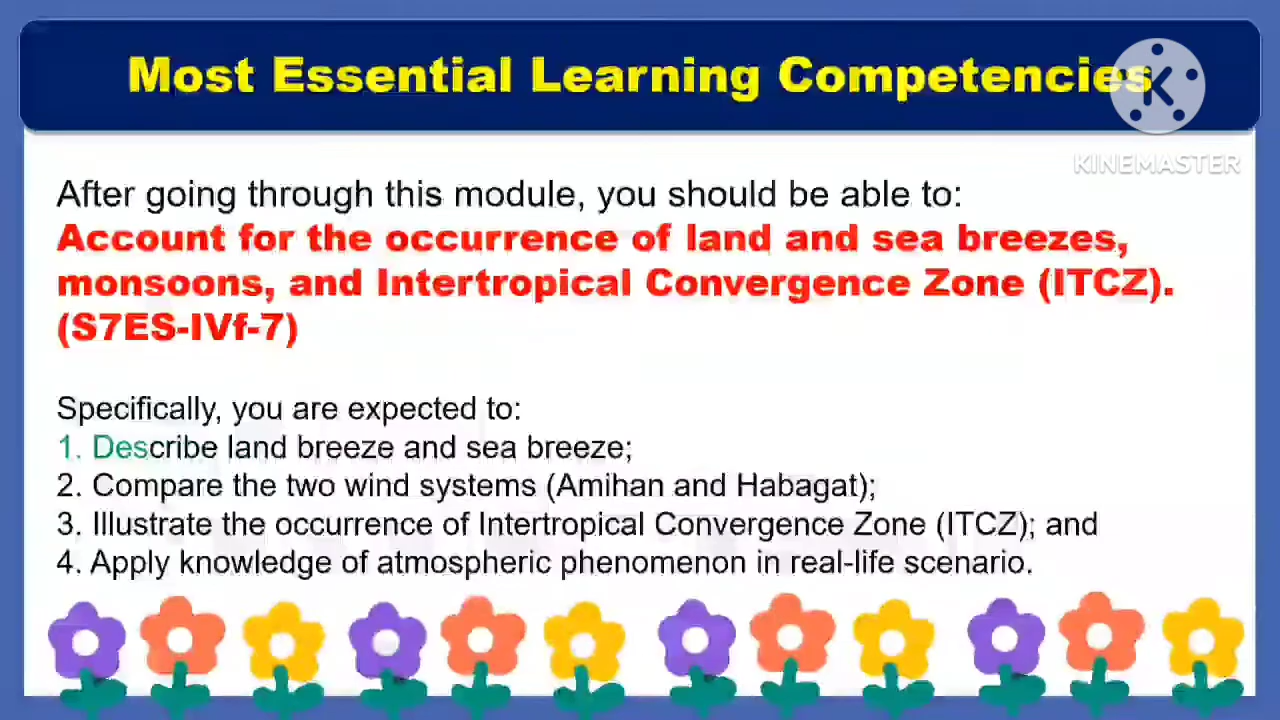 Most Essential Learning Competencies
K
KINEMASTER
After going through this module, you should be able to:
Account for the occurrence of land and sea breezes,
monsoons, and Intertropical Convergence Zone (ITCZ).
(S7ES-IVf-7)
Specifically, you are expected to:
1. Describe land breeze and sea breeze;
2. Compare the two wind systems (Amihan and Habagat);
3. Illustrate the occurrence of Intertropical Convergence Zone (ITCZ); and
4. Apply knowledge of atmospheric phenomenon in real-life scenario.